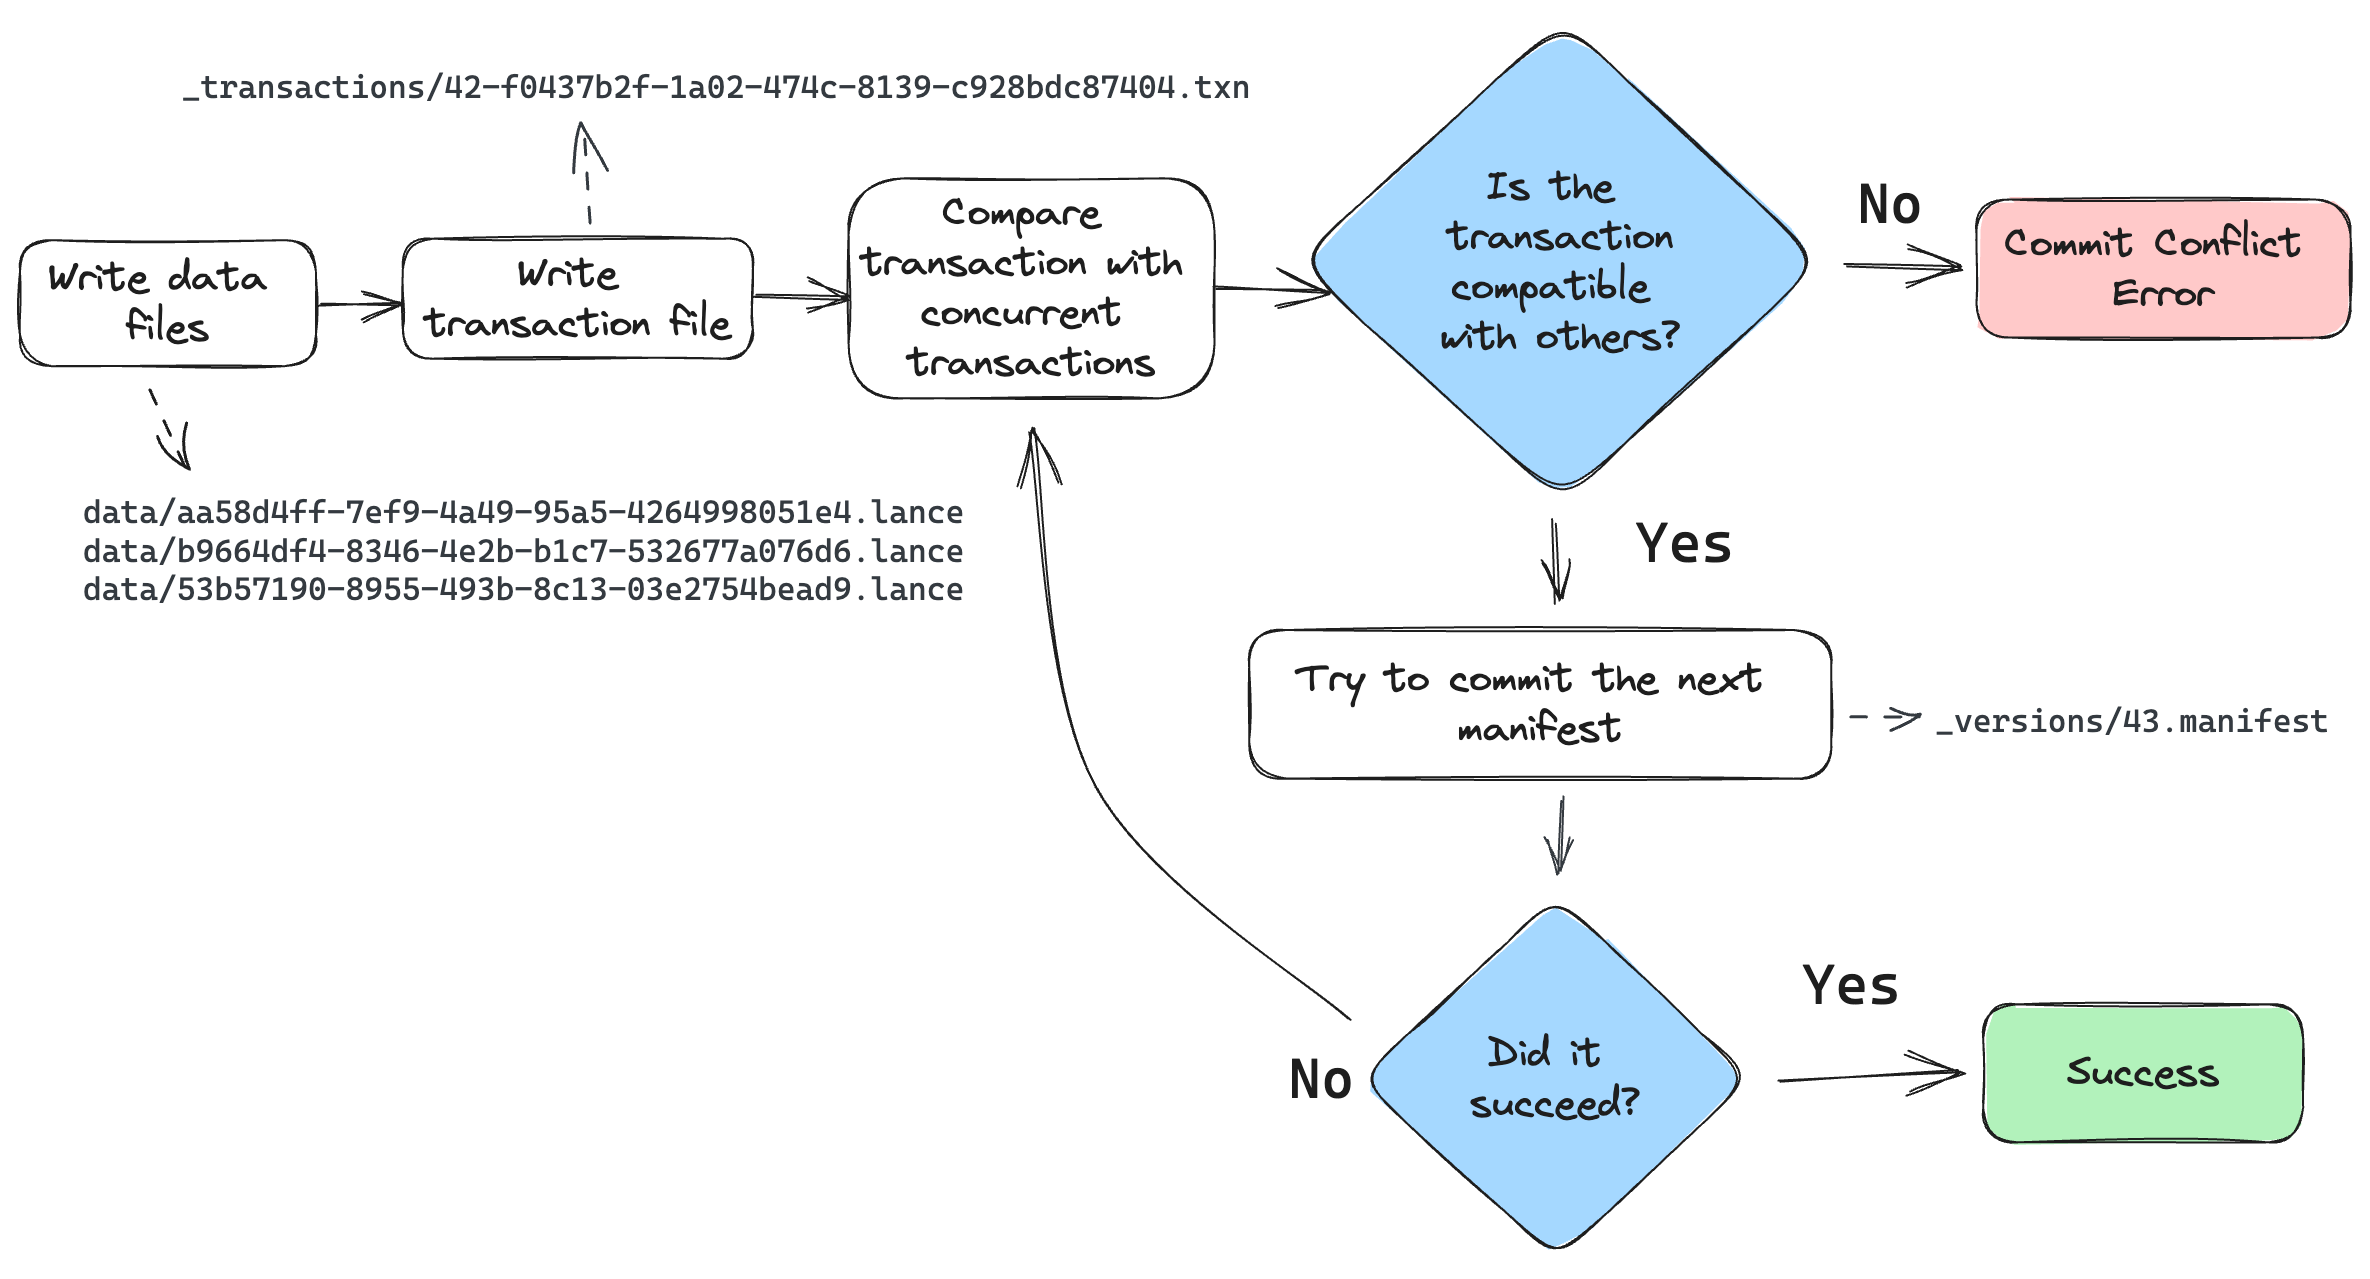 _transactions/42-f0437b2f-1a02-474c-8139-c928bdc87404.txn
Write data
files
Write
transaction file
Compare
transaction with
concurrent
transactions
Is the
transaction
compatible
with others?
No
Commit Conflict
Error
data/aa58d4ff-7ef9-4a49-95a5-4264998051e4.lance
data/b9664df4-8346-4e2b-b1c7-532677a076d6.lance
data/53b57190-8955-493b-8c13-03e2754bead9.lance
Yes
Try to commit the next
manifest
_versions/43.manifest
Did it
succeed?
No
Yes
Success